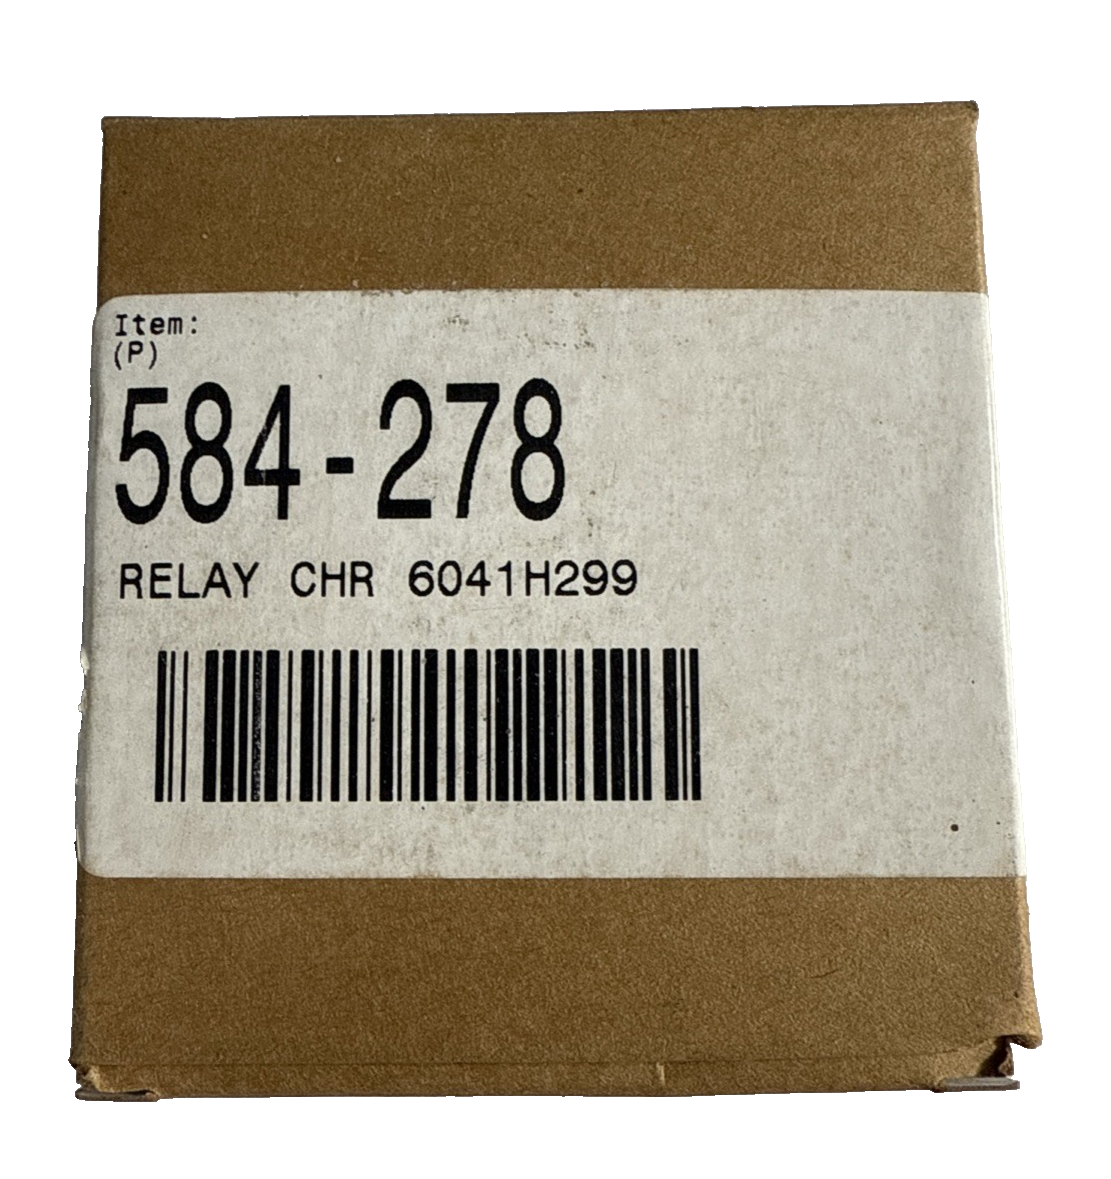 Item:
(P)
584-278
RELAY CHR 6041H299